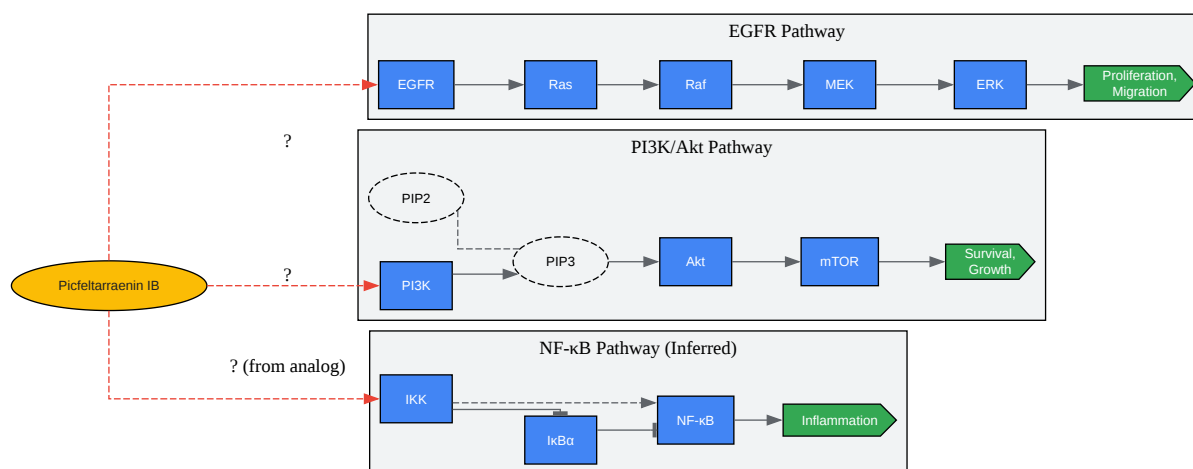 EGFR Pathway
EGFR
Ras
Raf
MEK
ERK
Proliferation,
Migration
?
PI3K/Akt Pathway
PIP2
PIP3
Akt
mTOR
Survival,
Growth
?
PI3K
Picfeltarraenin IB
? (from analog)
NF-κB Pathway (Inferred)
IKK
IκBα
NF-κB
Inflammation